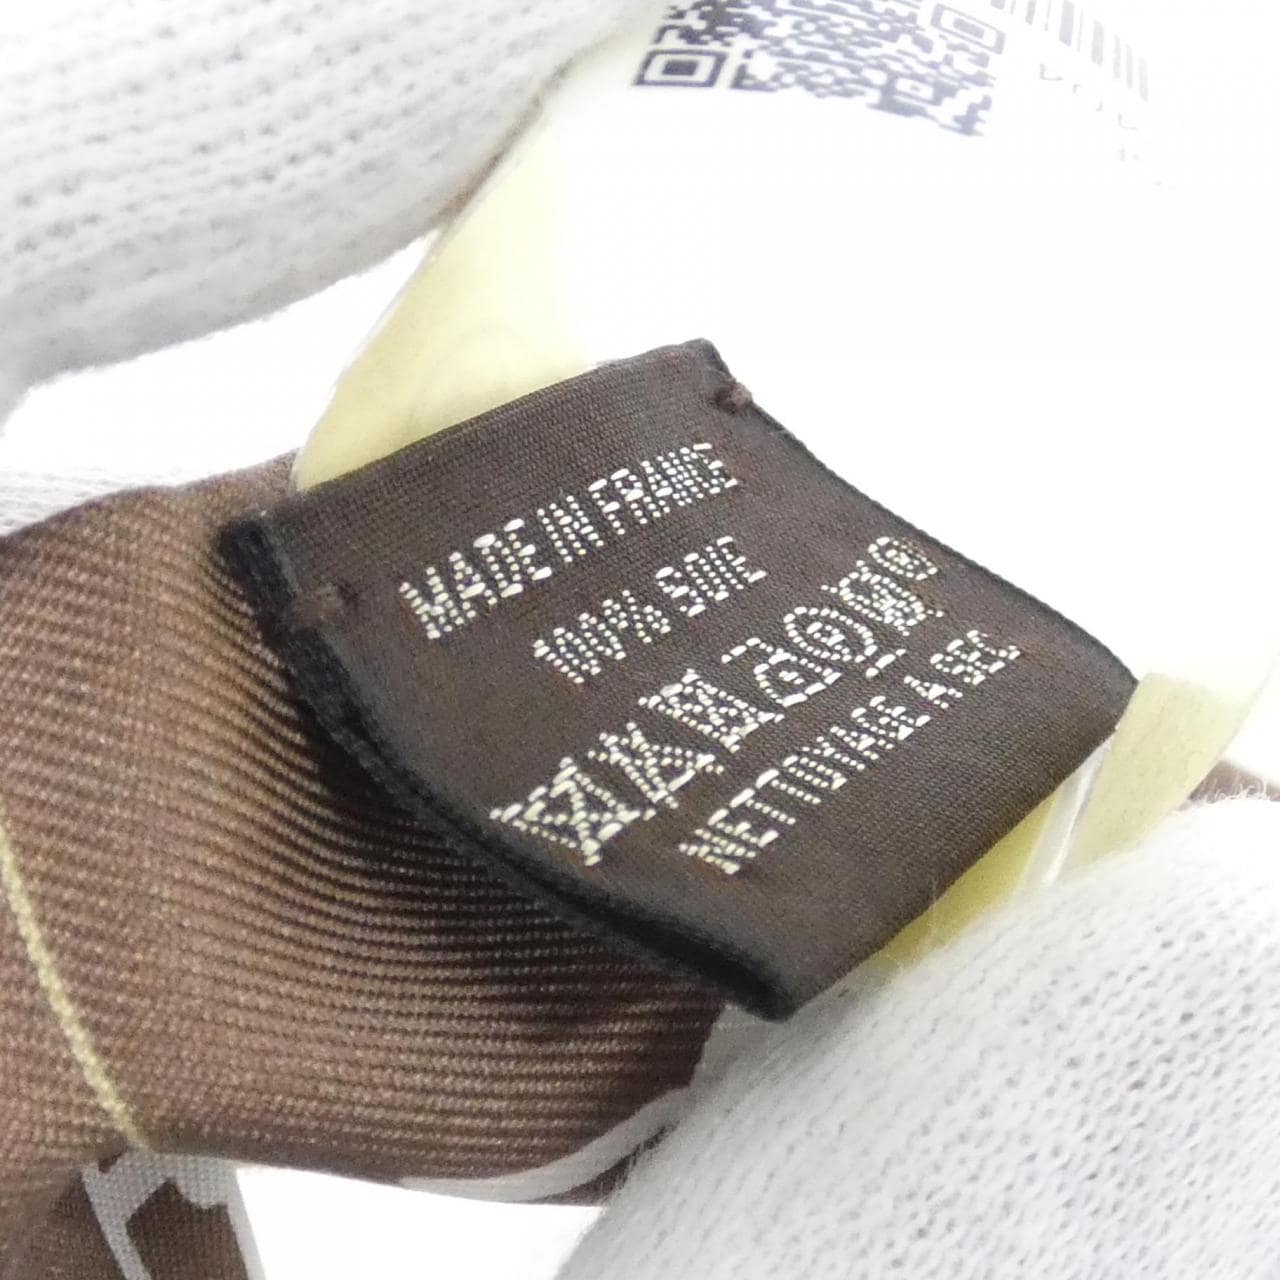 MADE IN FRANCE
100% SOIE
NETTOYAGE A SEC